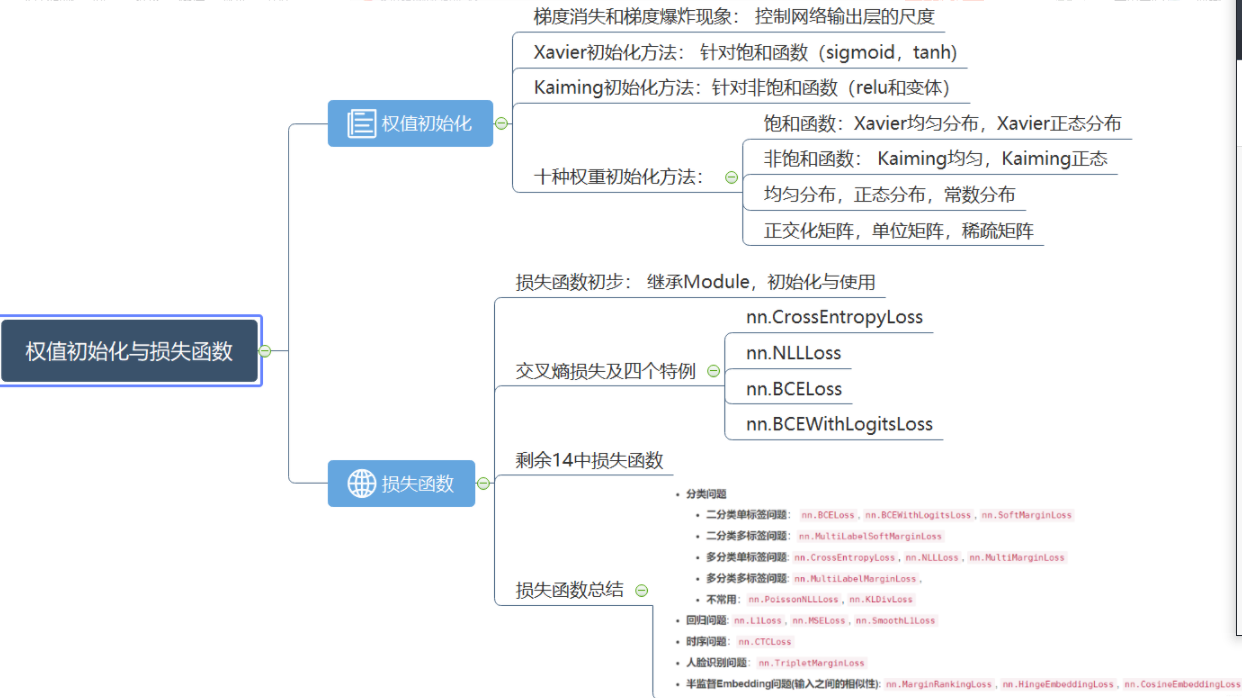 梯度消失和梯度爆炸现象： 控制网络输出层的尺度
Xavier初始化方法： 针对饱和函数（sigmoid，tanh）
Kaiming初始化方法：针对非饱和函数（relu和变体）
权值初始化
饱和函数：Xavier均匀分布，Xavier正态分布
非饱和函数： Kaiming均匀，Kaiming正态
十种权重初始化方法：
均匀分布，正态分布，常数分布
正交化矩阵，单位矩阵，稀疏矩阵
损失函数初步： 继承Module，初始化与使用
nn.CrossEntropyLoss
权值初始化与损失函数
nn.NLLLoss
交叉熵损失及四个特例
nn.BCELoss
nn.BCEWithLogitsLoss
剩余14中损失函数
损失函数
• 分类问题
• 二分类单标签问题： nn.BCELoss, nn.BCEWithLogitsLoss, nn.SoftMarginLoss
• 二分类多标签问题： nn.MultiLabelSoftMarginLoss
• 多分类单标签问题: nn.CrossEntropyLoss, nn.NLLLoss, nn.MultiMarginLoss
• 多分类多标签问题: nn.MultiLabelMarginLoss,
损失函数总结
• 不常用： nn.PoissonNLLLoss, nn.KLDivLoss
• 回归问题: nn.L1Loss, nn.MSELoss, nn.SmoothL1Loss
• 时序问题： nn.CTCLoss
• 人脸识别问题： nn.TripletMarginLoss
• 半监督Embedding问题(输入之间的相似性): nn.MarginRankingLoss, nn.HingeEmbeddingLoss, nn.CosineEmbeddingLoss